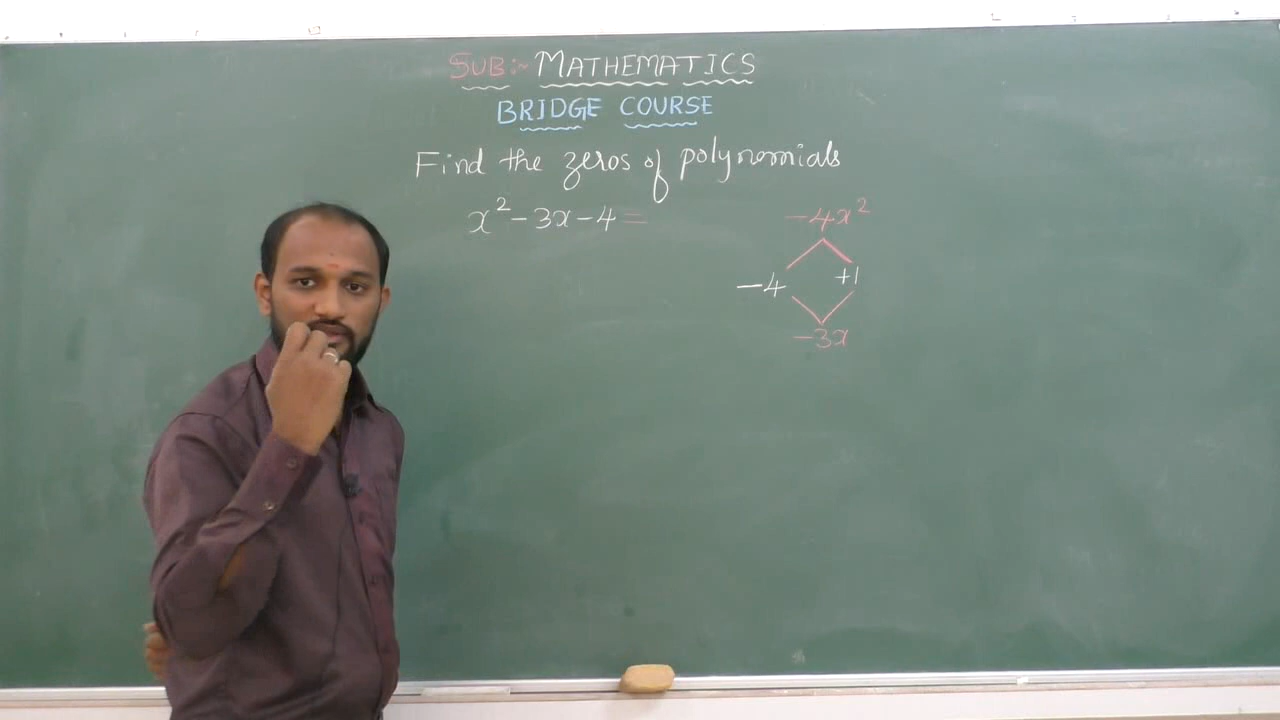 SUB:- MATHEMATICS
BRIDGE COURSE
Find the zeros of polynomials
x² - 3x - 4 =
-4x²
-4 +1
-3x